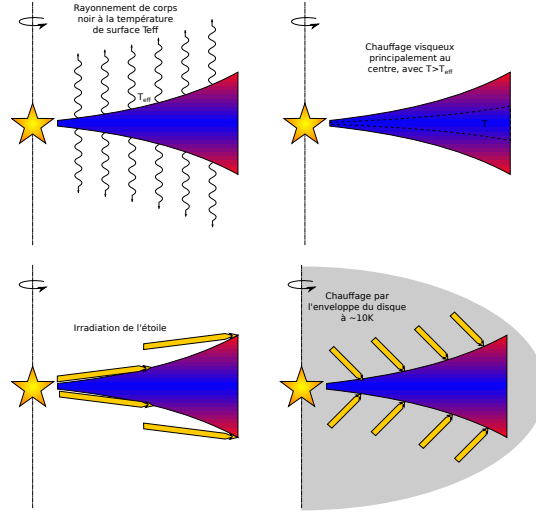 Rayonnement de corps
noir à la température
de surface Teff
Teff
Chauffage visqueux
principalement au
centre, avec T>Teff
T
Irradiation de l'étoile
Chauffage par
l'enveloppe du disque
à ~10K